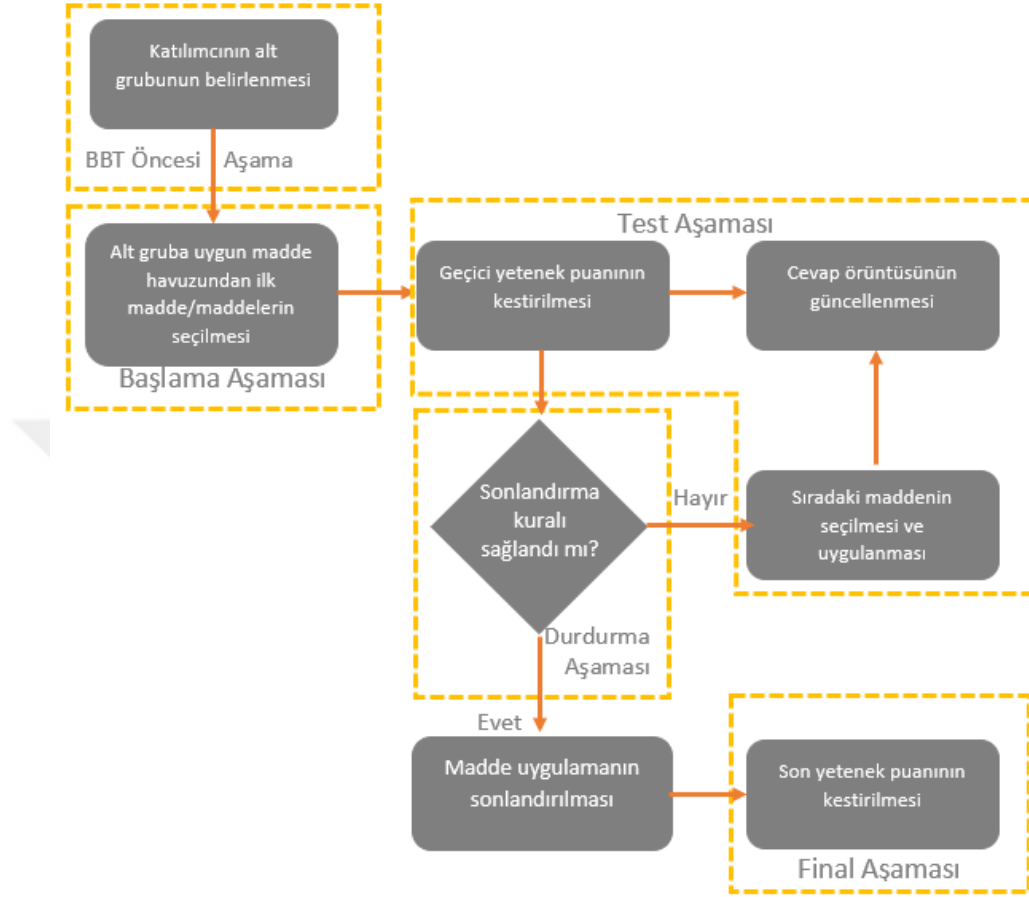 Katılımcının alt
grubunun belirlenmesi
BBT Öncesi Aşama
Alt gruba uygun madde
havuzundan ilk
madde/maddelerin
seçilmesi
Başlama Aşaması
Test Aşaması
Geçici yetenek puanının
kestirilmesi
Cevap örüntüsünün
güncellenmesi
Sonlandırma
kuralı
sağlandı mı?
Hayır
Sıradaki maddenin
seçilmesi ve
uygulanması
Durdurma
Aşaması
Evet
Madde uygulamanın
sonlandırılması
Son yetenek puanının
kestirilmesi
Final Aşaması